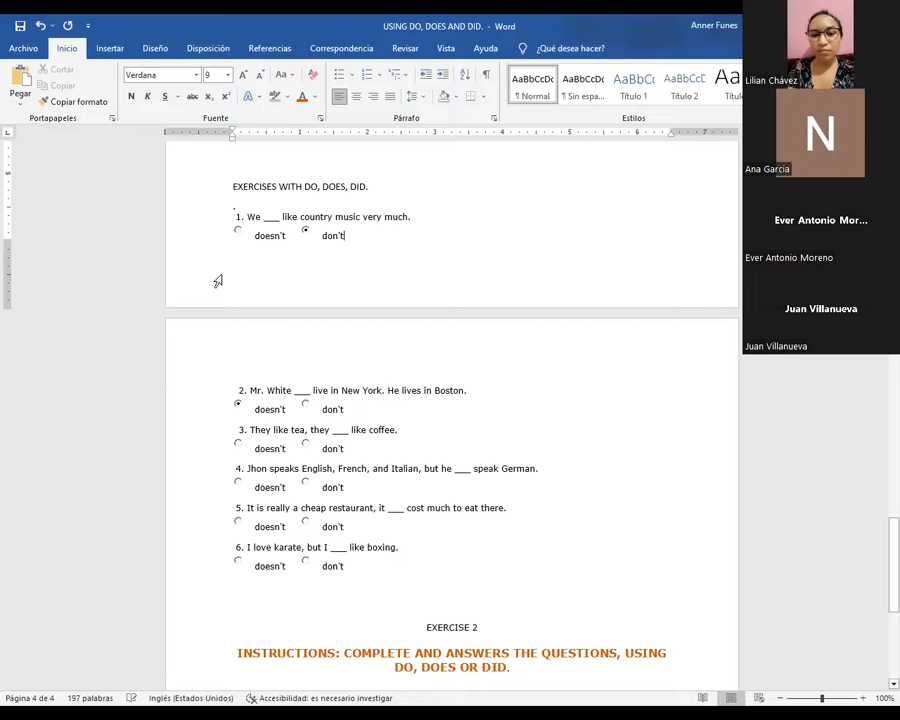 USING DO, DOES AND DID. - Word
Anner Funes
Archivo Inicio Insertar Diseño Disposición Referencias Correspondencia Revisar Vista Ayuda ¿Qué desea hacer?
Pegar
Cortar
Copiar
Copiar formato
Portapapeles
Verdana 9
Fuente
Párrafo
AaBbCcDc AaBbCcDc AaBbC AaBbCcC
¶ Normal ¶ Sin espa... Título 1 Título 2
Estilos
EXERCISES WITH DO, DOES, DID.
.
1. We ___ like country music very much.
doesn't don't
2. Mr. White ___ live in New York. He lives in Boston.
doesn't don't
3. They like tea, they ___ like coffee.
doesn't don't
4. Jhon speaks English, French, and Italian, but he ___ speak German.
doesn't don't
5. It is really a cheap restaurant, it ___ cost much to eat there.
doesn't don't
6. I love karate, but I ___ like boxing.
doesn't don't
EXERCISE 2
INSTRUCTIONS: COMPLETE AND ANSWERS THE QUESTIONS, USING
DO, DOES OR DID.
Página 4 de 4 197 palabras Inglés (Estados Unidos) Accesibilidad: es necesario investigar 100%
Lilian Chávez
N
Ana Garcia
Ever Antonio Mor...
Ever Antonio Moreno
Juan Villanueva
Juan Villanueva